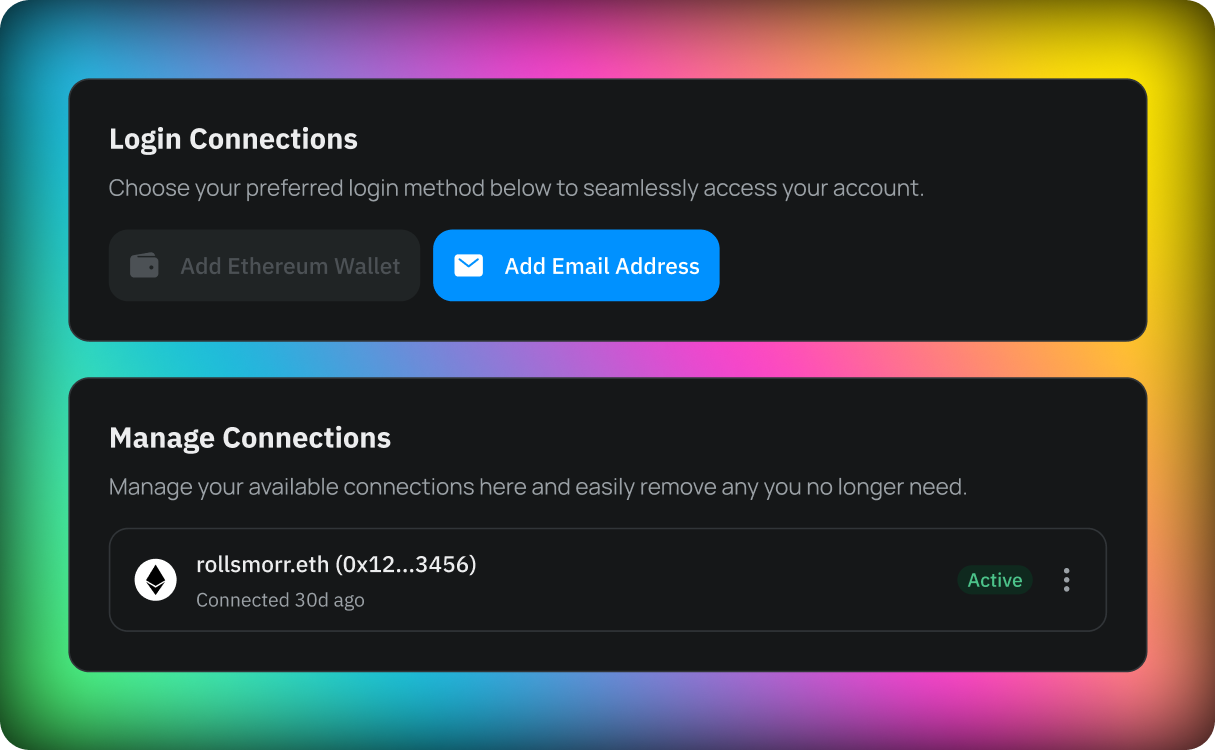 Login Connections
Choose your preferred login method below to seamlessly access your account.
Add Ethereum Wallet
Add Email Address
Manage Connections
Manage your available connections here and easily remove any you no longer need.
rollsmorr.eth (0x12...3456)
Connected 30d ago
Active